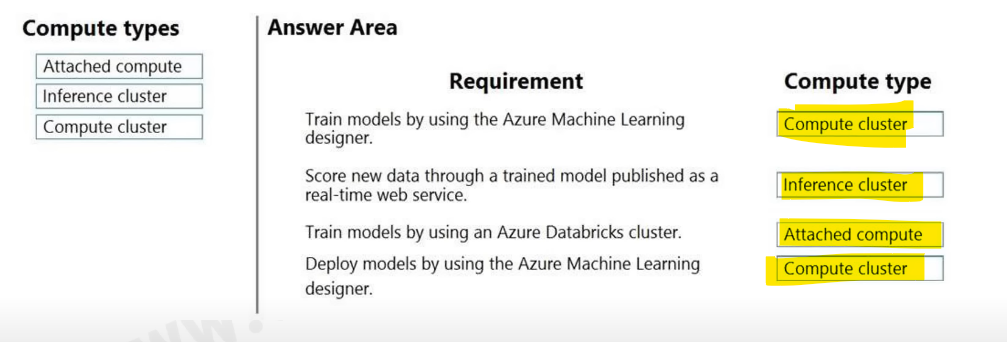 Compute types
Attached compute
Inference cluster
Compute cluster
Answer Area
Requirement
Compute type
Train models by using the Azure Machine Learning
designer.
Compute cluster
Score new data through a trained model published as a
real-time web service.
Inference cluster
Train models by using an Azure Databricks cluster.
Attached compute
Deploy models by using the Azure Machine Learning
designer.
Compute cluster
www.